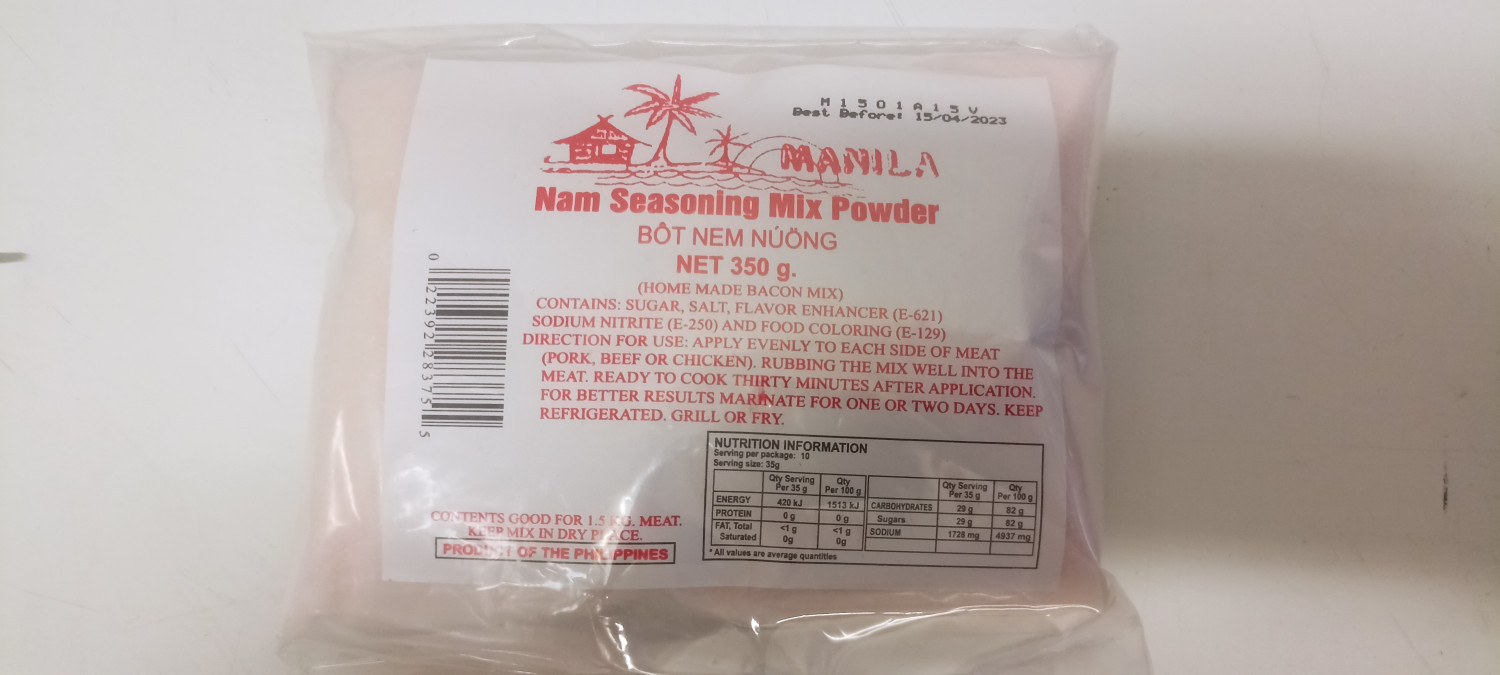 M1501A15V
Best Before: 15/04/2023
MANILA
Nam Seasoning Mix Powder
BÔT NEM NÚÖNG
NET 350 g.
(HOME MADE BACON MIX)
CONTAINS: SUGAR, SALT, FLAVOR ENHANCER (E-621)
SODIUM NITRITE (E-250) AND FOOD COLORING (E-129)
DIRECTION FOR USE: APPLY EVENLY TO EACH SIDE OF MEAT
(PORK, BEEF OR CHICKEN). RUBBING THE MIX WELL INTO THE
MEAT. READY TO COOK THIRTY MINUTES AFTER APPLICATION.
FOR BETTER RESULTS MARINATE FOR ONE OR TWO DAYS. KEEP
REFRIGERATED. GRILL OR FRY.
0 22392 28375 5
NUTRITION INFORMATION
Serving per package: 10
Serving size: 35g
Qty Serving Per 35 g Qty Per 100 g
ENERGY 420 kJ 1513 kJ
PROTEIN 0 g 0 g
FAT, Total <1 g <1 g
Saturated 0g 0g
Qty Serving Per 35 g Qty Per 100 g
CARBOHYDRATES 29 g 82 g
Sugars 29 g 82 g
SODIUM 1728 mg 4937 mg
* All values are average quantities
CONTENTS GOOD FOR 1.5 KG. MEAT.
KEEP MIX IN DRY PLACE.
PRODUCT OF THE PHILIPPINES